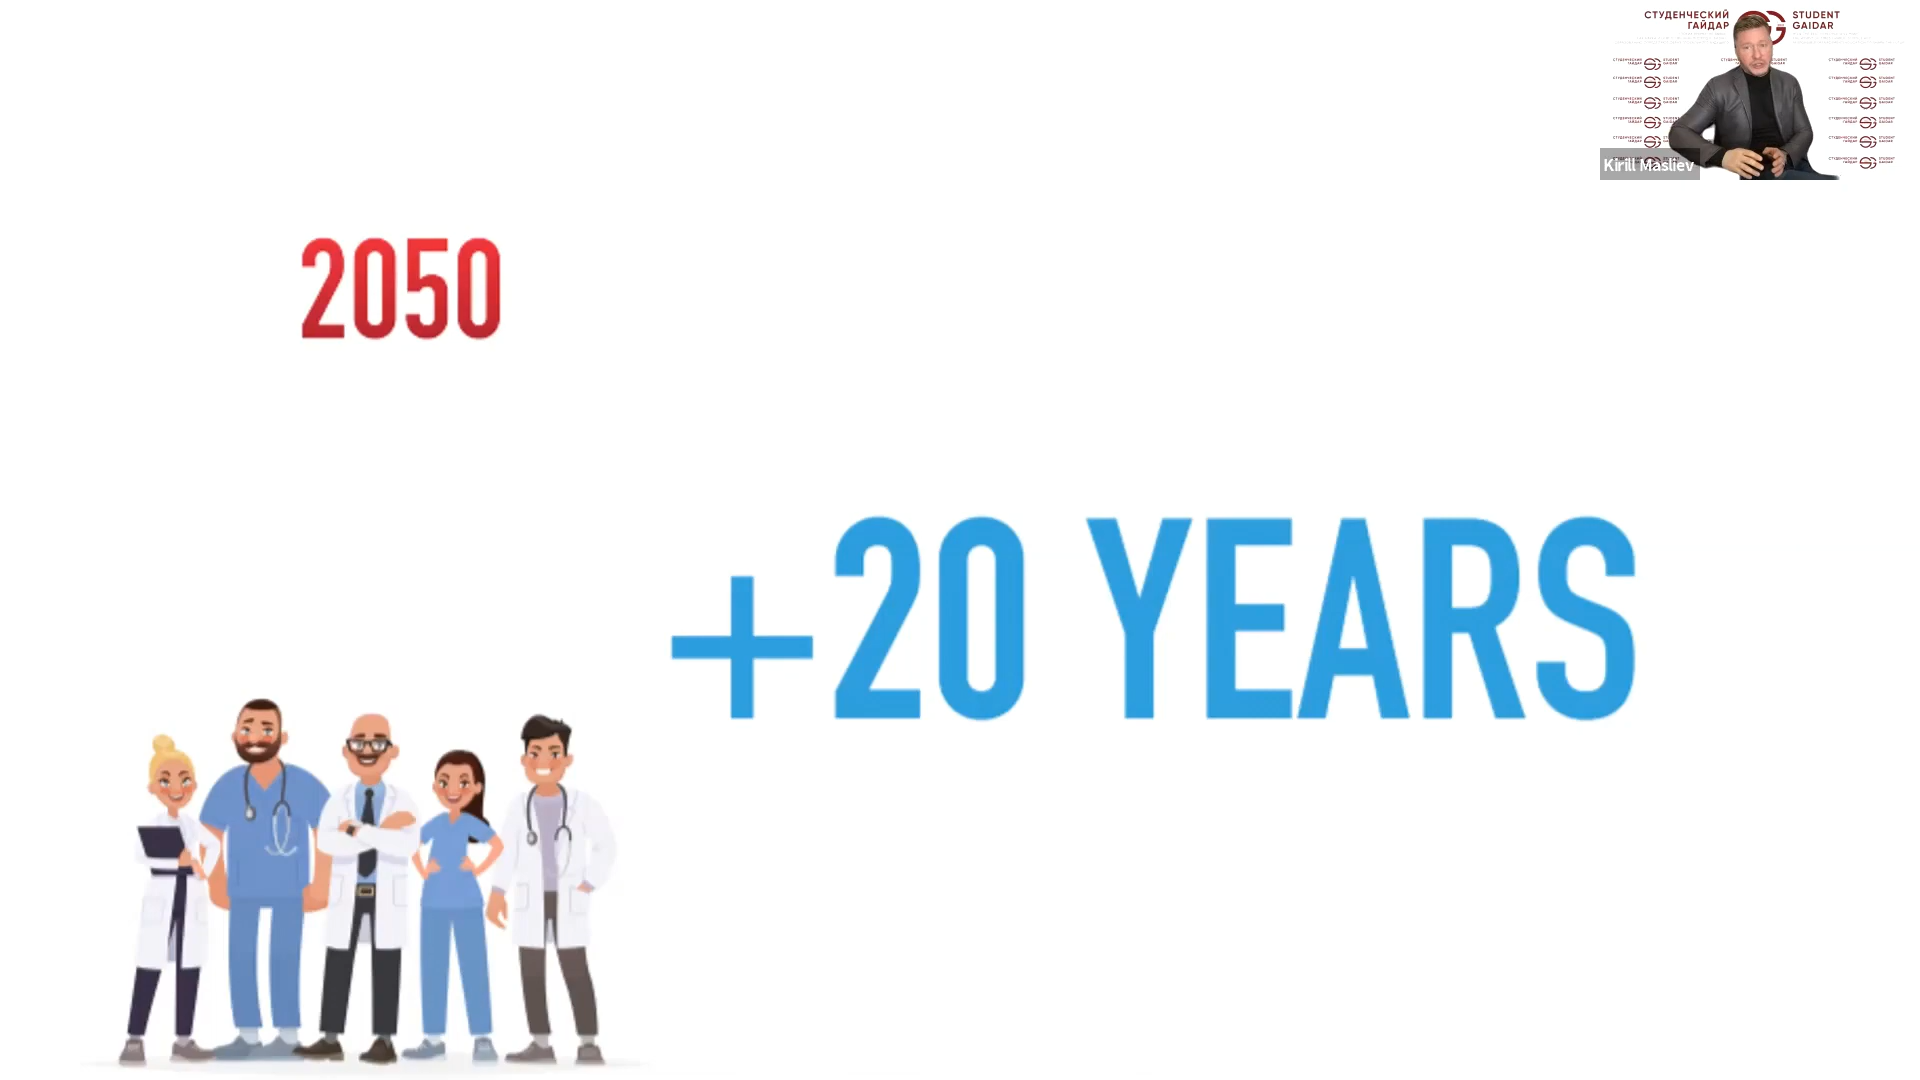 СТУДЕНЧЕСКИЙ
ГАЙДАР
STUDENT
GAIDAR
Kirill Masliev
2050
+20 YEARS